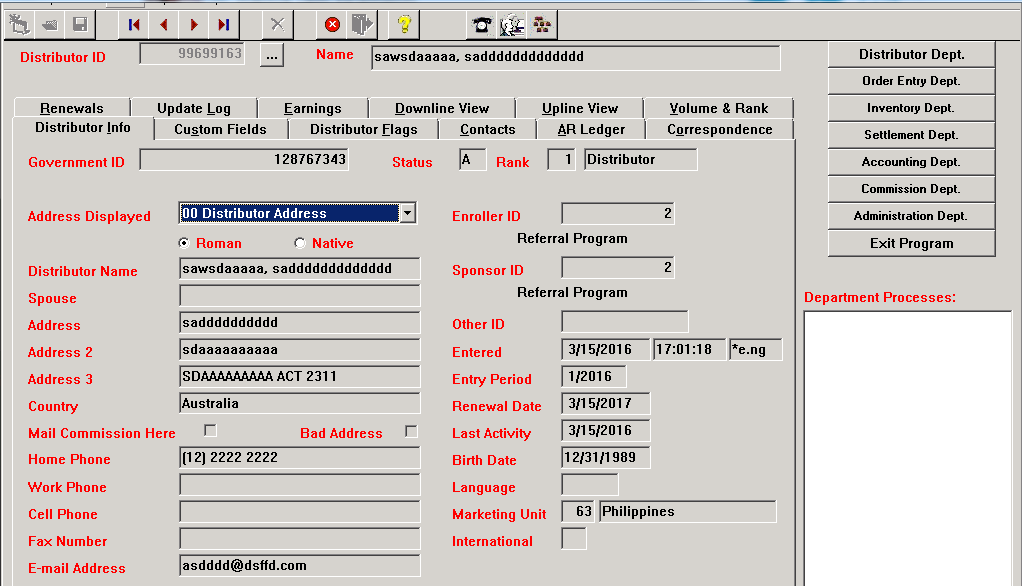 Distributor ID 99699163 ... Name sawsdaaaaa, saddddddddddddd
Distributor Dept.
Order Entry Dept.
Inventory Dept.
Settlement Dept.
Accounting Dept.
Commission Dept.
Administration Dept.
Exit Program
Renewals Update Log Earnings Downline View Upline View Volume & Rank
Distributor Info Custom Fields Distributor Flags Contacts AR Ledger Correspondence
Government ID 128767343 Status A Rank 1 Distributor
Address Displayed 00 Distributor Address
Roman Native
Distributor Name sawsdaaaaa, saddddddddddddd
Spouse
Address saddddddddd
Address 2 sdaaaaaaaaaa
Address 3 SDAAAAAAAAA ACT 2311
Country Australia
Mail Commission Here Bad Address
Home Phone (12) 2222 2222
Work Phone
Cell Phone
Fax Number
E-mail Address asdddd@dsffd.com
Enroller ID 2
Referral Program
Sponsor ID 2
Referral Program
Other ID
Entered 3/15/2016 17:01:18 *e.ng
Entry Period 1/2016
Renewal Date 3/15/2017
Last Activity 3/15/2016
Birth Date 12/31/1989
Language
Marketing Unit 63 Philippines
International
Department Processes: